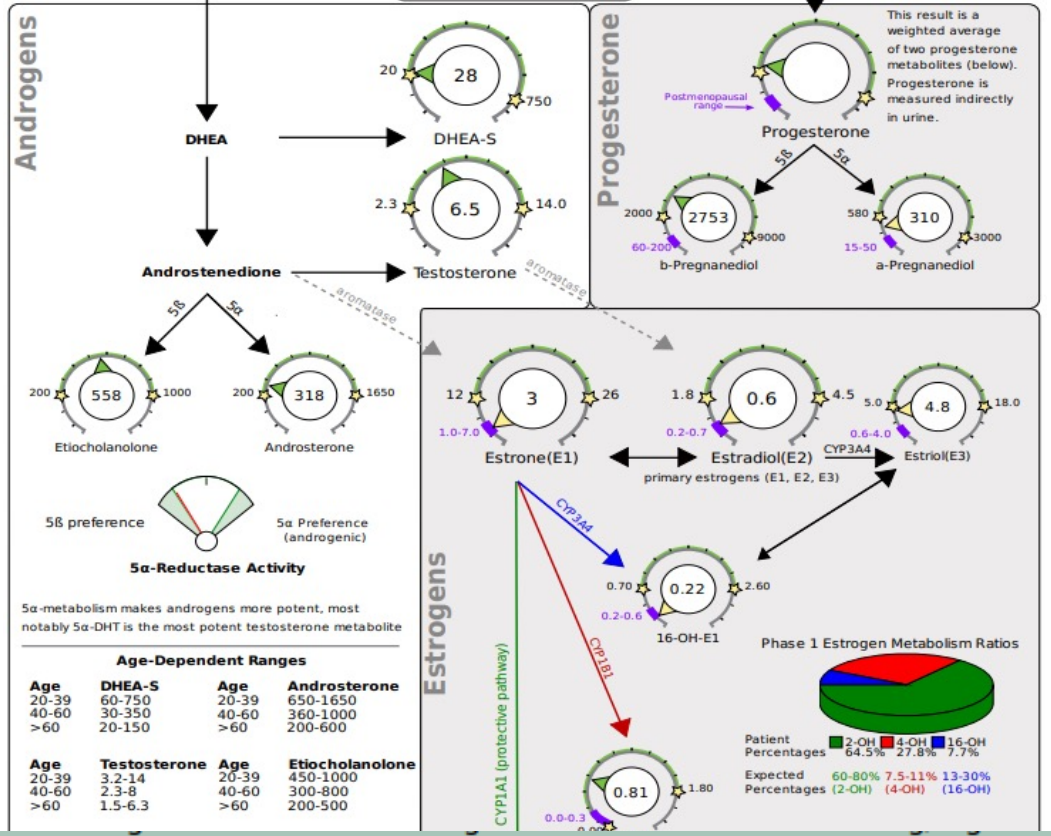 Androgens
20
28
750
DHEA-S
DHEA
2.3
6.5
14.0
Testosterone
Androstenedione
aromatase
aromatase
5ß
5α
200
558
1000
Etiocholanolone
200
318
1650
Androsterone
5ß preference
5α Preference
(androgenic)
5α-Reductase Activity
5α-metabolism makes androgens more potent, most
notably 5α-DHT is the most potent testosterone metabolite
Age-Dependent Ranges
Age DHEA-S Age Androsterone
20-39 60-750 20-39 650-1650
40-60 30-350 40-60 360-1000
>60 20-150 >60 200-600
Age Testosterone Age Etiocholanolone
20-39 3.2-14 20-39 450-1000
40-60 2.3-8 40-60 300-800
>60 1.5-6.3 >60 200-500
Progesterone
This result is a
weighted average
of two progesterone
metabolites (below).
Progesterone is
measured indirectly
in urine.
Postmenopausal
range
Progesterone
5ß
5α
2000
2753
9000
60-200
b-Pregnanediol
580
310
3000
15-50
a-Pregnanediol
Estrogens
12
3
26
1.0-7.0
Estrone(E1)
1.8
0.6
4.5
0.2-0.7
Estradiol(E2)
CYP3A4
5.0
4.8
18.0
0.6-4.0
Estriol(E3)
primary estrogens (E1, E2, E3)
CYP3A4
0.70
0.22
2.60
0.2-0.6
16-OH-E1
CYP1B1
CYP1A1 (protective pathway)
0.81
1.80
0.0-0.3
Phase 1 Estrogen Metabolism Ratios
Patient 2-OH 4-OH 16-OH
Percentages 64.5% 27.8% 7.7%
Expected 60-80% 7.5-11% 13-30%
Percentages (2-OH) (4-OH) (16-OH)